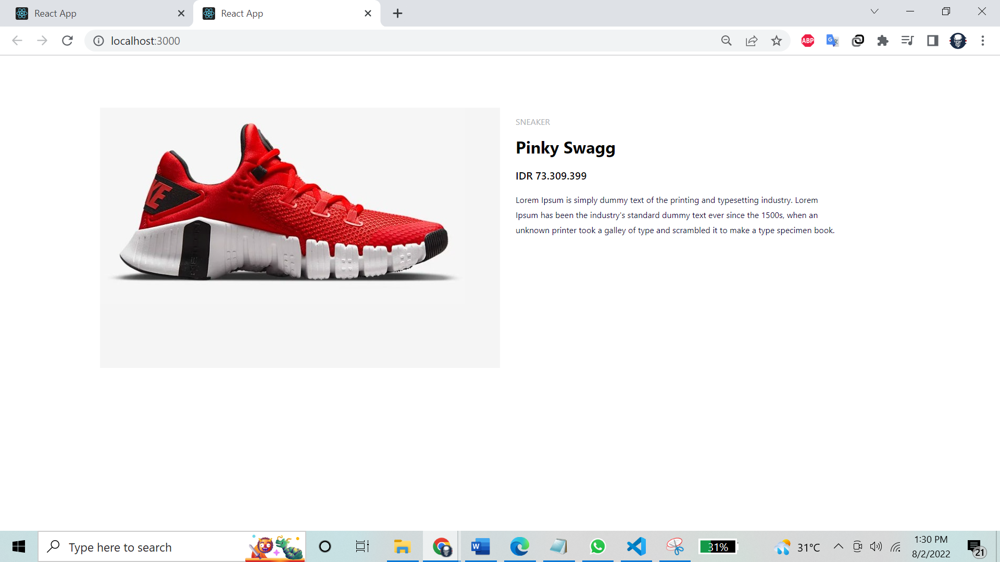 React App
React App
localhost:3000
ABP
G
SNEAKER
Pinky Swagg
IDR 73.309.399
Lorem Ipsum is simply dummy text of the printing and typesetting industry. Lorem
Ipsum has been the industry's standard dummy text ever since the 1500s, when an
unknown printer took a galley of type and scrambled it to make a type specimen book.
KE
Type here to search
W
31%
31°C
1:30 PM
8/2/2022
21